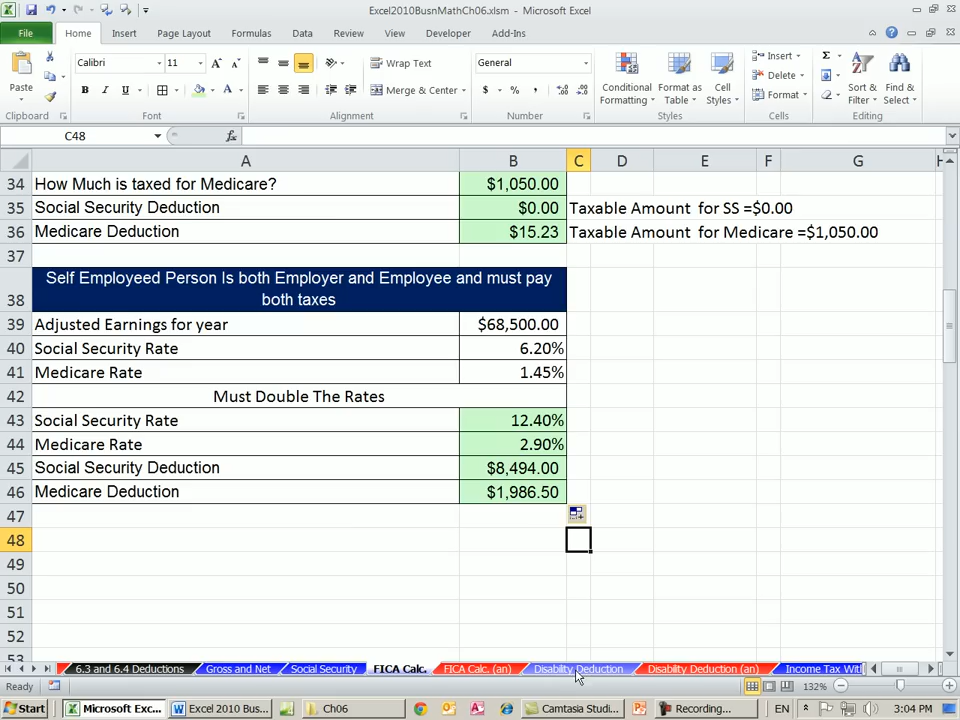 Excel2010BusnMathCh06.xlsm - Microsoft Excel
File Home Insert Page Layout Formulas Data Review View Developer Add-Ins
Paste
Calibri 11
B I U
Wrap Text
Merge & Center
General
$ % ,
Conditional Formatting
Format as Table
Cell Styles
Insert
Delete
Format
Sort & Filter
Find & Select
Clipboard Font Alignment Number Styles Cells Editing
C48 fx
A B C D E F G H
34 How Much is taxed for Medicare? $1,050.00
35 Social Security Deduction $0.00 Taxable Amount for SS =$0.00
36 Medicare Deduction $15.23 Taxable Amount for Medicare =$1,050.00
37
38 Self Employeed Person Is both Employer and Employee and must pay
both taxes
39 Adjusted Earnings for year $68,500.00
40 Social Security Rate 6.20%
41 Medicare Rate 1.45%
42 Must Double The Rates
43 Social Security Rate 12.40%
44 Medicare Rate 2.90%
45 Social Security Deduction $8,494.00
46 Medicare Deduction $1,986.50
47
48
49
50
51
52
53
6.3 and 6.4 Deductions Gross and Net Social Security FICA Calc. FICA Calc. (an) Disability Deduction Disability Deduction (an) Income Tax Wit
Ready 132%
Start Microsoft Exc... Excel 2010 Bus... Ch06 Camtasia Studi... Recording... EN 3:04 PM